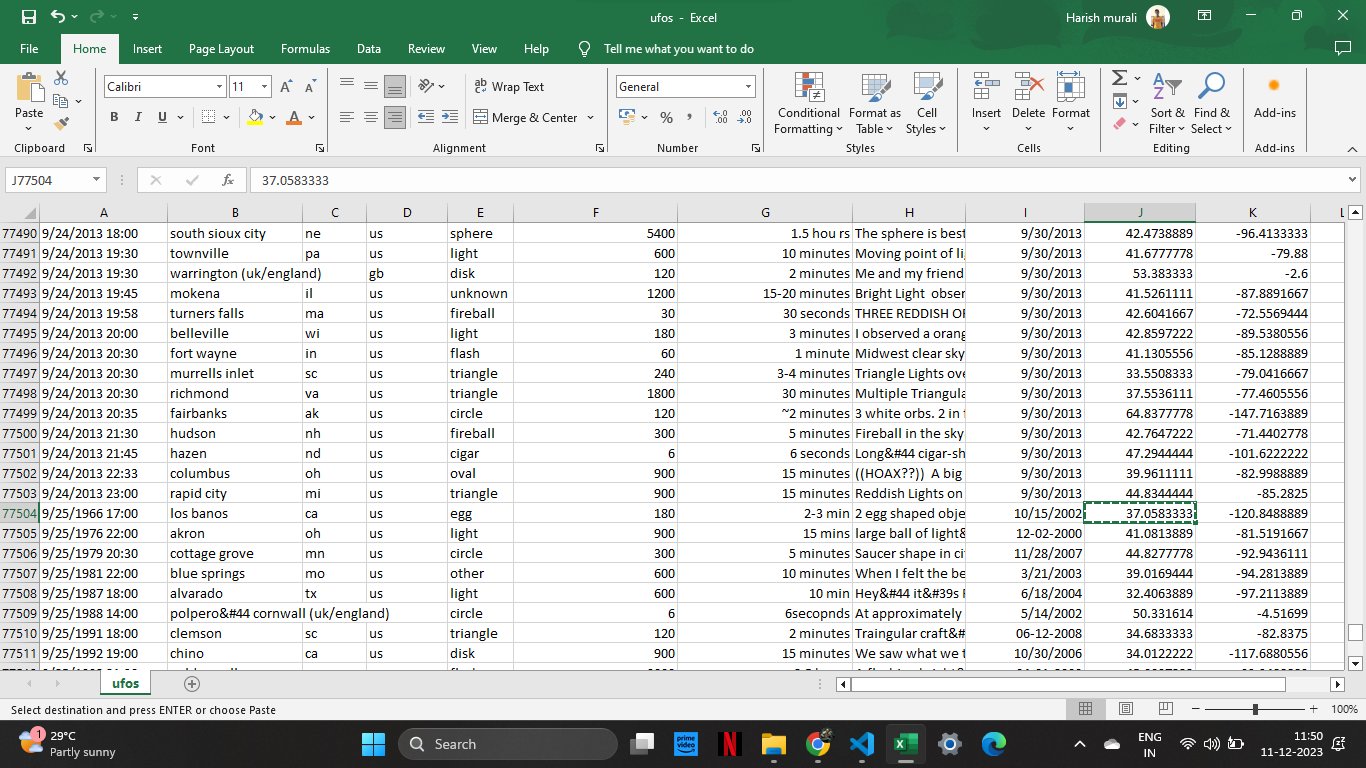 ufos - Excel
Harish murali
File Home Insert Page Layout Formulas Data Review View Help Tell me what you want to do
Calibri 11 A A ab Wrap Text General
Paste B I U A Merge & Center % , Conditional Formatting Format as Table Cell Styles Insert Delete Format Sort & Filter Find & Select Add-ins
Clipboard Font Alignment Number Styles Cells Editing Add-ins
J77504 fx 37.0583333
A B C D E F G H I J K L
77490 9/24/2013 18:00 south sioux city ne us sphere 5400 1.5 hou rs The sphere is best 9/30/2013 42.4738889 -96.4133333
77491 9/24/2013 19:30 townville pa us light 600 10 minutes Moving point of li 9/30/2013 41.6777778 -79.88
77492 9/24/2013 19:30 warrington (uk/england) gb disk 120 2 minutes Me and my friend 9/30/2013 53.383333 -2.6
77493 9/24/2013 19:45 mokena il us unknown 1200 15-20 minutes Bright Light obser 9/30/2013 41.5261111 -87.8891667
77494 9/24/2013 19:58 turners falls ma us fireball 30 30 seconds THREE REDDISH OR 9/30/2013 42.6041667 -72.5569444
77495 9/24/2013 20:00 belleville wi us light 180 3 minutes I observed a orang 9/30/2013 42.8597222 -89.5380556
77496 9/24/2013 20:30 fort wayne in us flash 60 1 minute Midwest clear sky 9/30/2013 41.1305556 -85.1288889
77497 9/24/2013 20:30 murrells inlet sc us triangle 240 3-4 minutes Triangle Lights ove 9/30/2013 33.5508333 -79.0416667
77498 9/24/2013 20:30 richmond va us triangle 1800 30 minutes Multiple Triangula 9/30/2013 37.5536111 -77.4605556
77499 9/24/2013 20:35 fairbanks ak us circle 120 ~2 minutes 3 white orbs. 2 in t 9/30/2013 64.8377778 -147.7163889
77500 9/24/2013 21:30 hudson nh us fireball 300 5 minutes Fireball in the sky 9/30/2013 42.7647222 -71.4402778
77501 9/24/2013 21:45 hazen nd us cigar 6 6 seconds Long&#44 cigar-sh 9/30/2013 47.2944444 -101.6222222
77502 9/24/2013 22:33 columbus oh us oval 900 15 minutes ((HOAX??)) A big 9/30/2013 39.9611111 -82.9988889
77503 9/24/2013 23:00 rapid city mi us triangle 900 15 minutes Reddish Lights on 9/30/2013 44.8344444 -85.2825
77504 9/25/1966 17:00 los banos ca us egg 180 2-3 min 2 egg shaped obje 10/15/2002 37.0583333 -120.8488889
77505 9/25/1976 22:00 akron oh us light 900 15 mins large ball of light& 12-02-2000 41.0813889 -81.5191667
77506 9/25/1979 20:30 cottage grove mn us circle 300 5 minutes Saucer shape in ci 11/28/2007 44.8277778 -92.9436111
77507 9/25/1981 22:00 blue springs mo us other 600 10 minutes When I felt the be 3/21/2003 39.0169444 -94.2813889
77508 9/25/1987 18:00 alvarado tx us light 600 10 min Hey&#44 it&#39s 6/18/2004 32.4063889 -97.2113889
77509 9/25/1988 14:00 polpero&#44 cornwall (uk/england) circle 6 6secopnds At approximately 5/14/2002 50.331614 -4.51699
77510 9/25/1991 18:00 clemson sc us triangle 120 2 minutes Traingular craft&# 06-12-2008 34.6833333 -82.8375
77511 9/25/1992 19:00 chino ca us disk 900 15 minutes We saw what we t 10/30/2006 34.0122222 -117.6880556
ufos
Select destination and press ENTER or choose Paste 100%
1 29°C Partly sunny Search prime video N ENG IN 11:50 11-12-2023